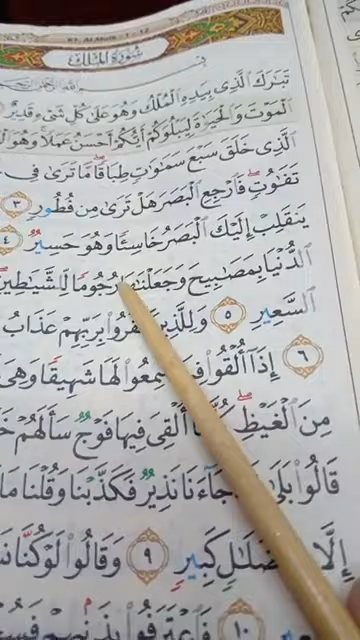 سُورَةُ المُلْكِ
تَبَٰرَكَ ٱلَّذِى بِيَدِهِ ٱلْمُلْكُ وَهُوَ عَلَىٰ كُلِّ شَىْءٍ قَدِيرٌ
ٱلْمَوْتَ وَٱلْحَيَوٰةَ لِيَبْلُوَكُمْ أَيُّكُمْ أَحْسَنُ عَمَلًا وَهُوَ
ٱلَّذِى خَلَقَ سَبْعَ سَمَٰوَٰتٍ طِبَاقًا مَّا تَرَىٰ فِى
تَفَٰوُتٍ فَٱرْجِعِ ٱلْبَصَرَ هَلْ تَرَىٰ مِن فُطُورٍ ٣
يَنقَلِبْ إِلَيْكَ ٱلْبَصَرُ خَاسِئًا وَهُوَ حَسِيرٌ ٤
ٱلدُّنْيَا بِمَصَٰبِيحَ وَجَعَلْنَٰهَا رُجُومًا لِّلشَّيَٰطِينِ
ٱلسَّعِيرِ ٥ وَلِلَّذِينَ كَفَرُوا۟ بِرَبِّهِمْ عَذَابُ
٦ إِذَآ أُلْقُوا۟ سَمِعُوا۟ لَهَا شَهِيقًا وَهِىَ
مِنَ ٱلْغَيْظِ أُلْقِىَ فِيهَا فَوْجٌ سَأَلَهُمْ
قَالُوا۟ بَلَىٰ جَآءَنَا نَذِيرٌ فَكَذَّبْنَا وَقُلْنَا مَا
إِلَّا ضَلَٰلٍ كَبِيرٍ ٩ وَقَالُوا۟ لَوْ كُنَّا
١٠ فَٱعْتَرَفُوا۟ بِذَنۢبِهِمْ